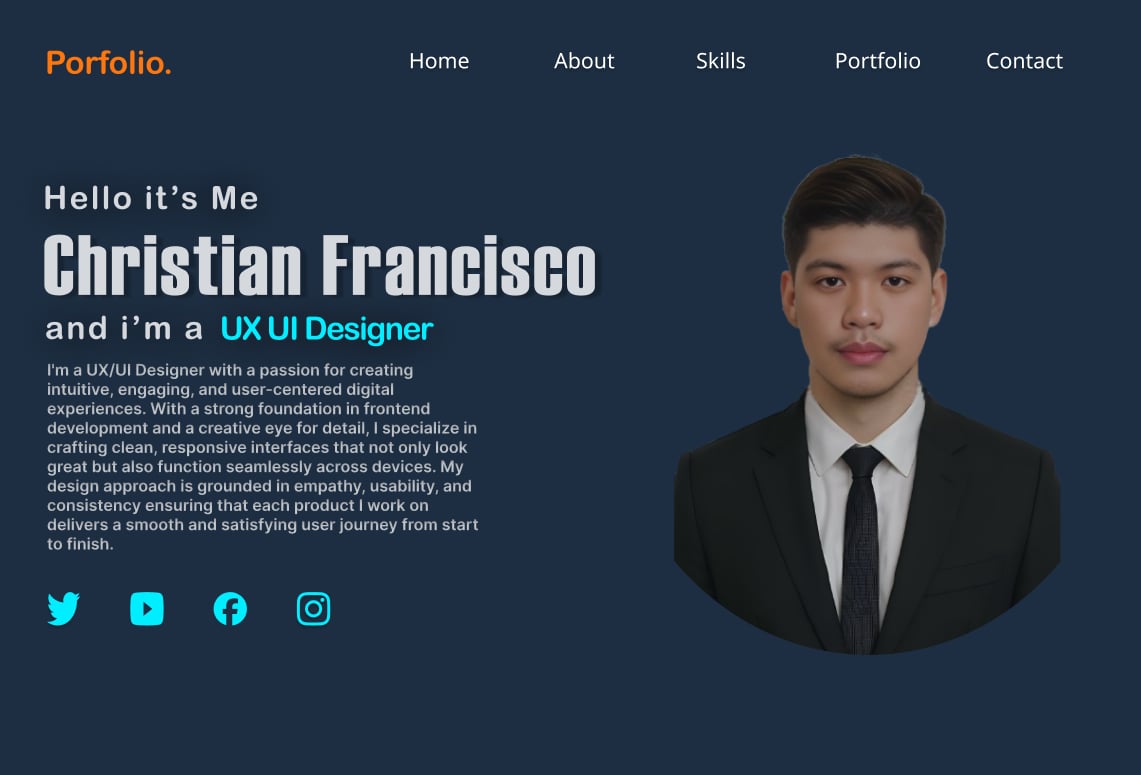 Porfolio.
Home About Skills Portfolio Contact
Hello it’s Me
Christian Francisco
and i’m a UX UI Designer
I'm a UX/UI Designer with a passion for creating
intuitive, engaging, and user-centered digital
experiences. With a strong foundation in frontend
development and a creative eye for detail, I specialize in
crafting clean, responsive interfaces that not only look
great but also function seamlessly across devices. My
design approach is grounded in empathy, usability, and
consistency ensuring that each product I work on
delivers a smooth and satisfying user journey from start
to finish.